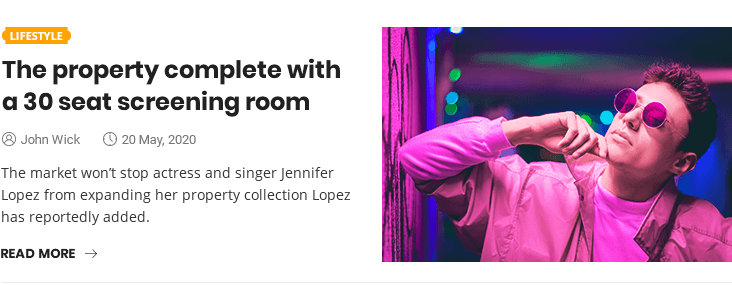 LIFESTYLE
The property complete with
a 30 seat screening room
John Wick 20 May, 2020
The market won’t stop actress and singer Jennifer
Lopez from expanding her property collection Lopez
has reportedly added.
READ MORE